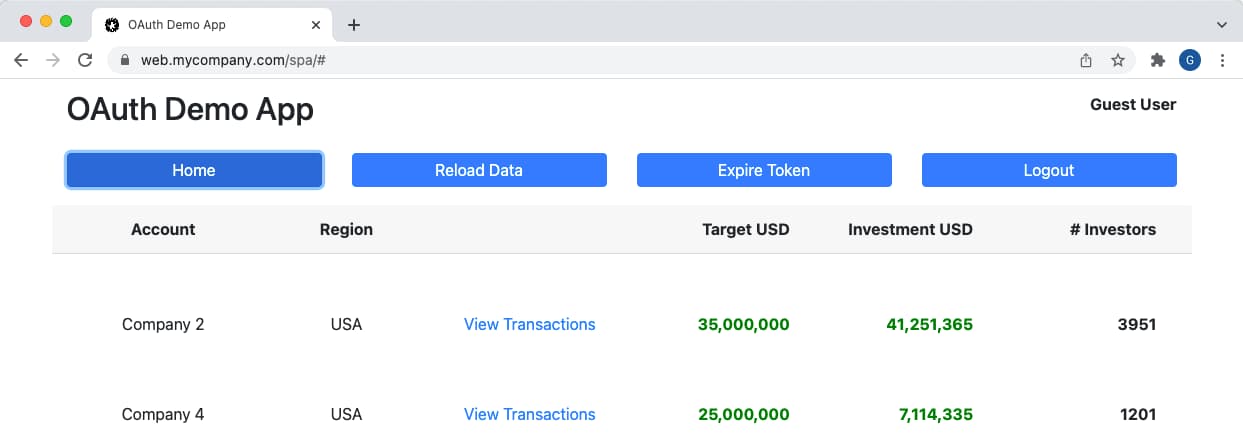 OAuth Demo App
web.mycompany.com/spa/#
G
OAuth Demo App
Guest User
Home Reload Data Expire Token Logout
Account Region Target USD Investment USD # Investors
Company 2 USA View Transactions 35,000,000 41,251,365 3951
Company 4 USA View Transactions 25,000,000 7,114,335 1201